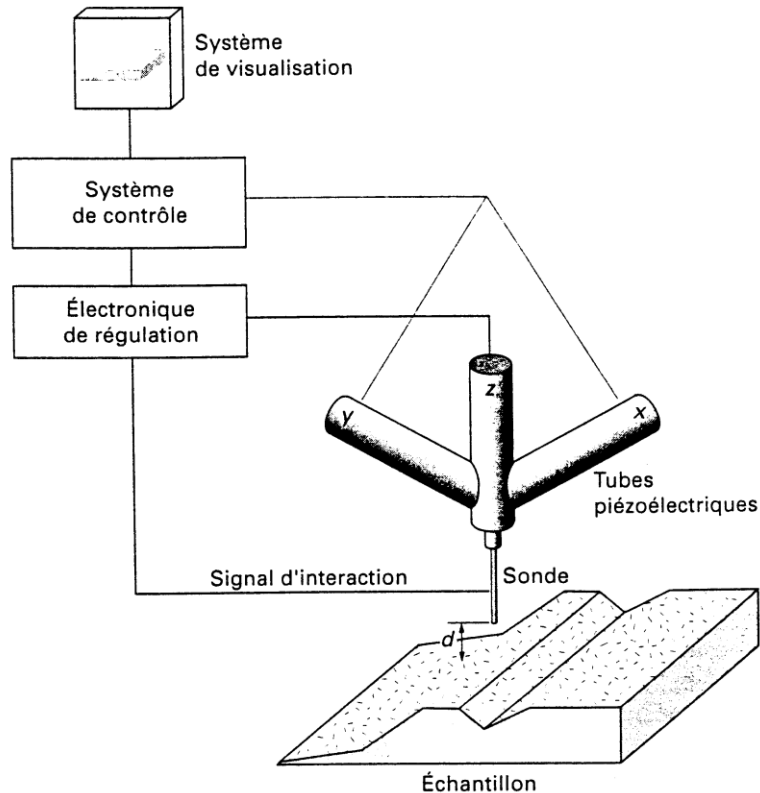 Système
de visualisation
Système
de contrôle
Électronique
de régulation
z
y
x
Tubes
piézoélectriques
Signal d'interaction
Sonde
d
Échantillon